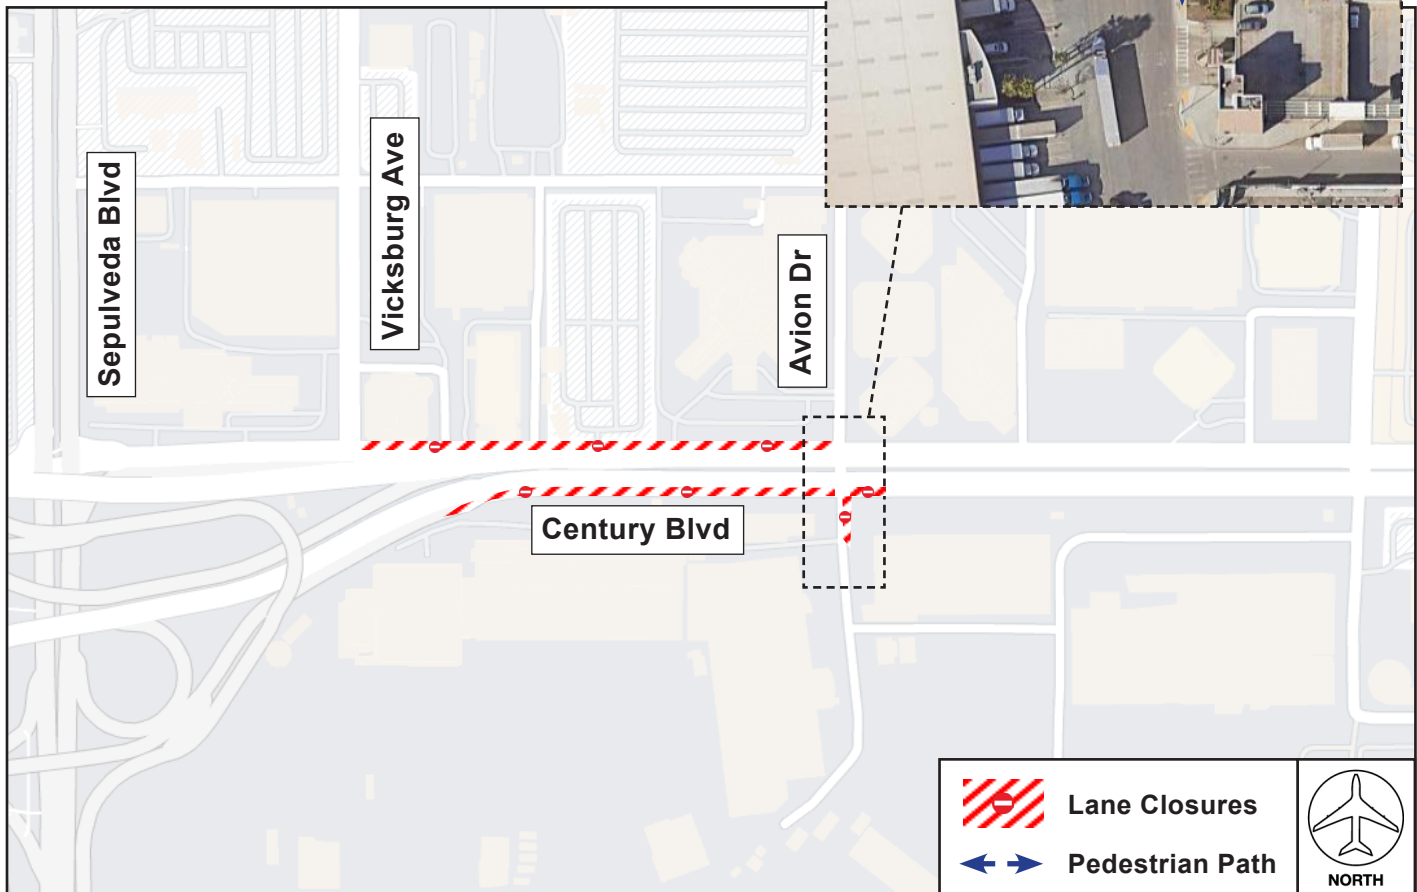 Sepulveda Blvd
Vicksburg Ave
Avion Dr
Century Blvd
Lane Closures
Pedestrian Path
NORTH